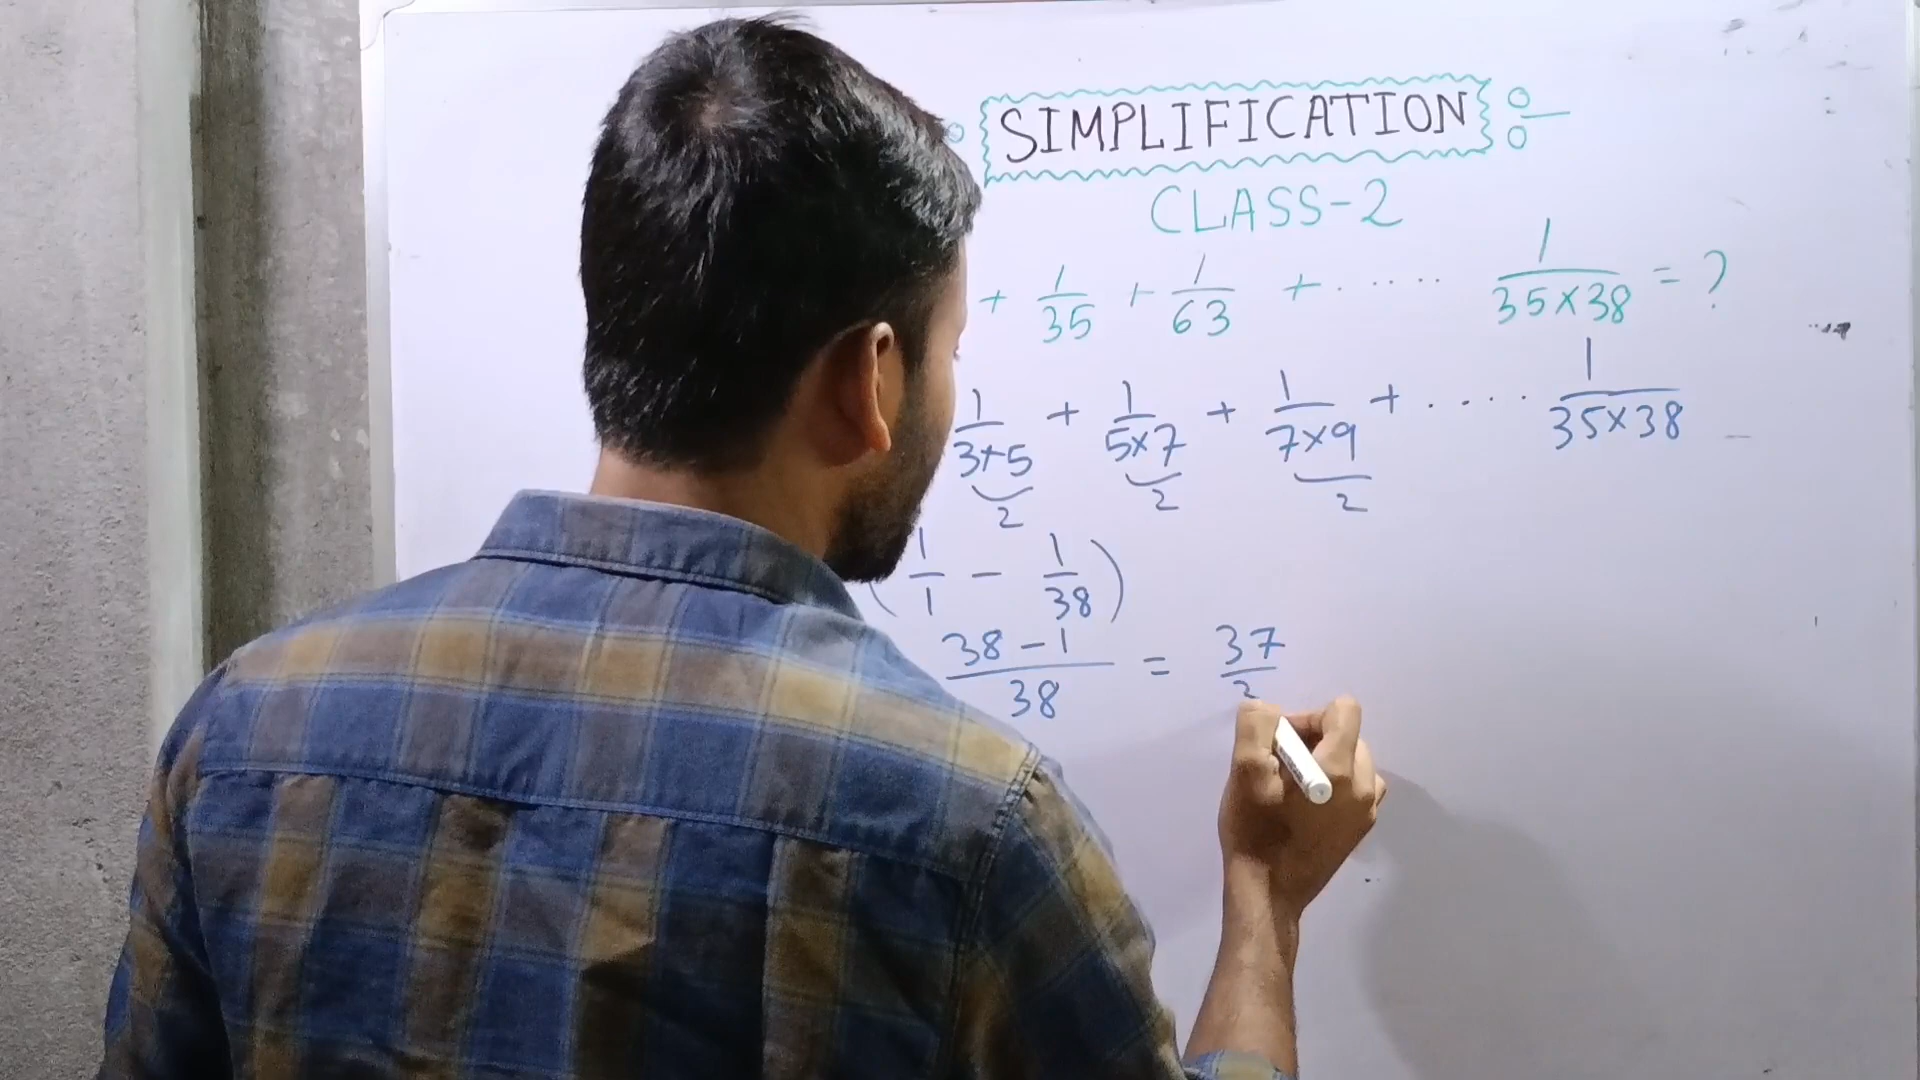 SIMPLIFICATION
CLASS-2
+ 1/35 + 1/63 + ...... 1/35×38 = ?
1/3×5 + 1/5×7 + 1/7×9 + ..... 1/35×38
2 2 2
(1/1 - 1/38)
38-1/38 = 37/3